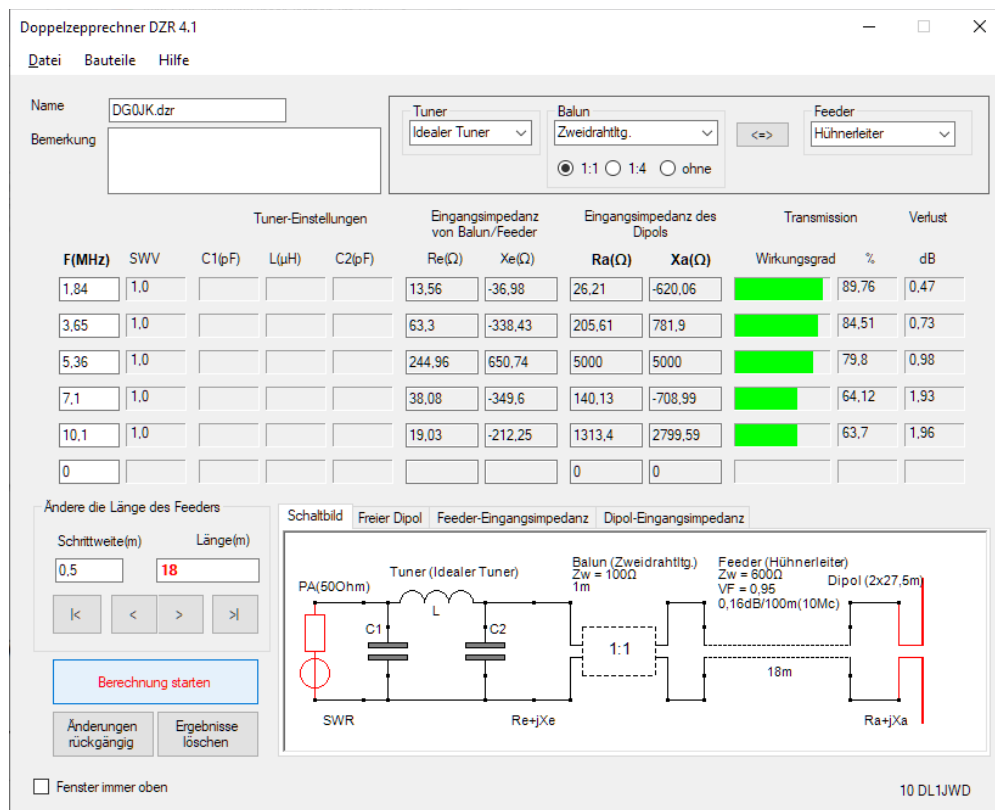 Doppelzepprechner DZR 4.1
Datei Bauteile Hilfe
Name DG0JK.dzr
Bemerkung
Tuner
Idealer Tuner
Balun
Zweidrahtltg.
1:1 1:4 ohne
<=>
Feeder
Hühnerleiter
Tuner-Einstellungen
Eingangsimpedanz von Balun/Feeder
Eingangsimpedanz des Dipols
Transmission
Verlust
F(MHz) SWV C1(pF) L(µH) C2(pF) Re(Ω) Xe(Ω) Ra(Ω) Xa(Ω) Wirkungsgrad % dB
1,84 1,0 13,56 -36,98 26,21 -620,06 89,76 0,47
3,65 1,0 63,3 -338,43 205,61 781,9 84,51 0,73
5,36 1,0 244,96 650,74 5000 5000 79,8 0,98
7,1 1,0 38,08 -349,6 140,13 -708,99 64,12 1,93
10,1 1,0 19,03 -212,25 1313,4 2799,59 63,7 1,96
0 0 0
Ändere die Länge des Feeders
Schrittweite(m) Länge(m)
0,5 18
|< < > >|
Berechnung starten
Änderungen rückgängig
Ergebnisse löschen
Schaltbild Freier Dipol Feeder-Eingangsimpedanz Dipol-Eingangsimpedanz
PA(50Ohm)
Tuner (Idealer Tuner)
L
C1
C2
Balun (Zweidrahtltg.)
Zw = 100Ω
1m
1:1
Feeder (Hühnerleiter)
Zw = 600Ω
VF = 0,95
0,16dB/100m(10Mc)
Dipol (2x27,5m)
18m
SWR
Re+jXe
Ra+jXa
Fenster immer oben
10 DL1JWD